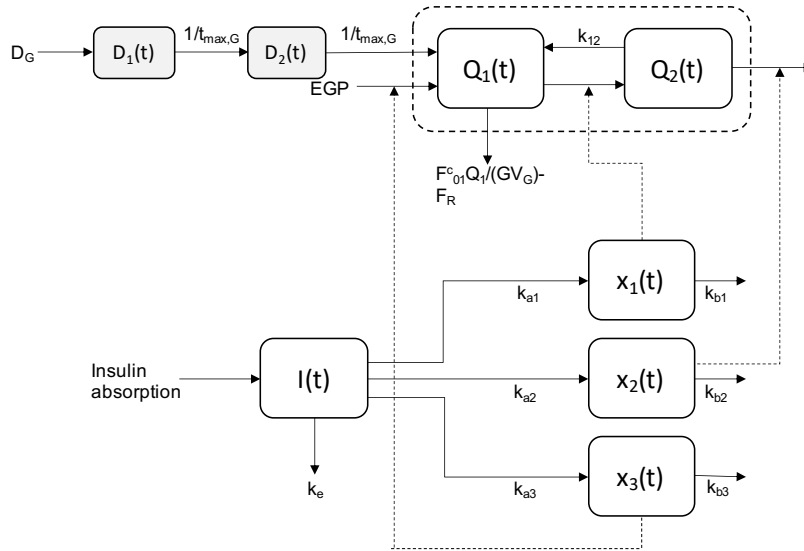 D_G
D_1(t)
1/t_max,G
D_2(t)
1/t_max,G
EGP
Q_1(t)
k_12
Q_2(t)
F^c_01Q_1/(GV_G)-
F_R
x_1(t)
k_a1
k_b1
Insulin
absorption
I(t)
k_e
k_a2
x_2(t)
k_b2
k_a3
x_3(t)
k_b3